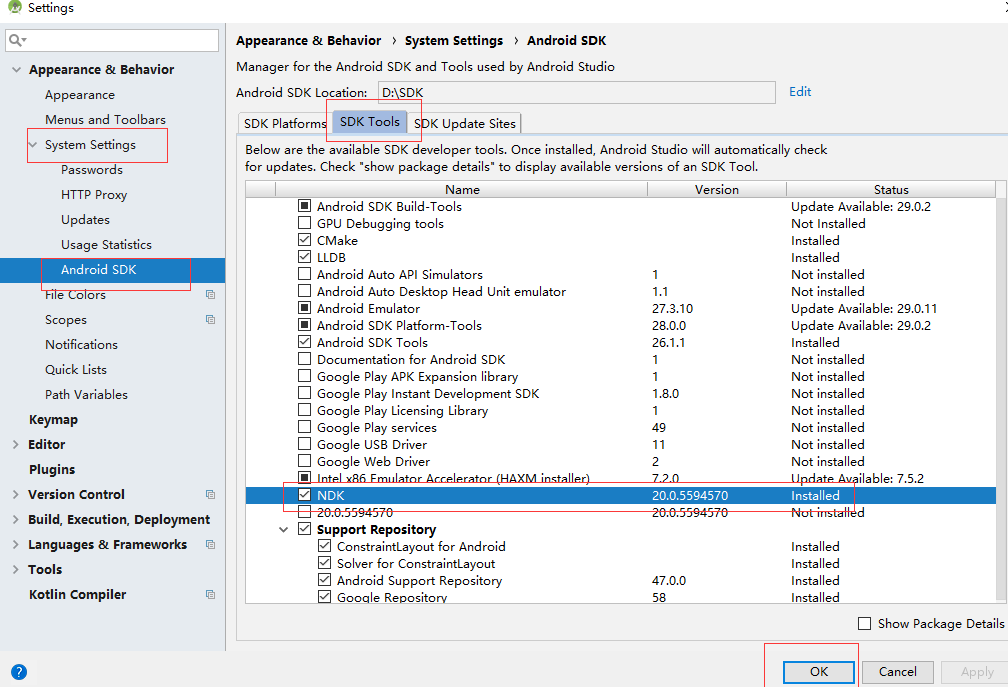 Settings
Appearance & Behavior
Appearance
Menus and Toolbars
System Settings
Passwords
HTTP Proxy
Updates
Usage Statistics
Android SDK
File Colors
Scopes
Notifications
Quick Lists
Path Variables
Keymap
Editor
Plugins
Version Control
Build, Execution, Deployment
Languages & Frameworks
Tools
Kotlin Compiler
Appearance & Behavior › System Settings › Android SDK
Manager for the Android SDK and Tools used by Android Studio
Android SDK Location: D:\SDK Edit
SDK Platforms SDK Tools SDK Update Sites
Below are the available SDK developer tools. Once installed, Android Studio will automatically check
for updates. Check "show package details" to display available versions of an SDK Tool.
Name Version Status
Android SDK Build-Tools Update Available: 29.0.2
GPU Debugging tools Not Installed
CMake Installed
LLDB Installed
Android Auto API Simulators 1 Not installed
Android Auto Desktop Head Unit emulator 1.1 Not installed
Android Emulator 27.3.10 Update Available: 29.0.11
Android SDK Platform-Tools 28.0.0 Update Available: 29.0.2
Android SDK Tools 26.1.1 Installed
Documentation for Android SDK 1 Not installed
Google Play APK Expansion library 1 Not installed
Google Play Instant Development SDK 1.8.0 Not installed
Google Play Licensing Library 1 Not installed
Google Play services 49 Not installed
Google USB Driver 11 Not installed
Google Web Driver 2 Not installed
Intel x86 Emulator Accelerator (HAXM installer) 7.2.0 Update Available: 7.5.2
NDK 20.0.5594570 Installed
20.0.5594570 20.0.5594570 Not installed
Support Repository
ConstraintLayout for Android Installed
Solver for ConstraintLayout Installed
Android Support Repository 47.0.0 Installed
Google Repository 58 Installed
Show Package Details
? OK Cancel Apply